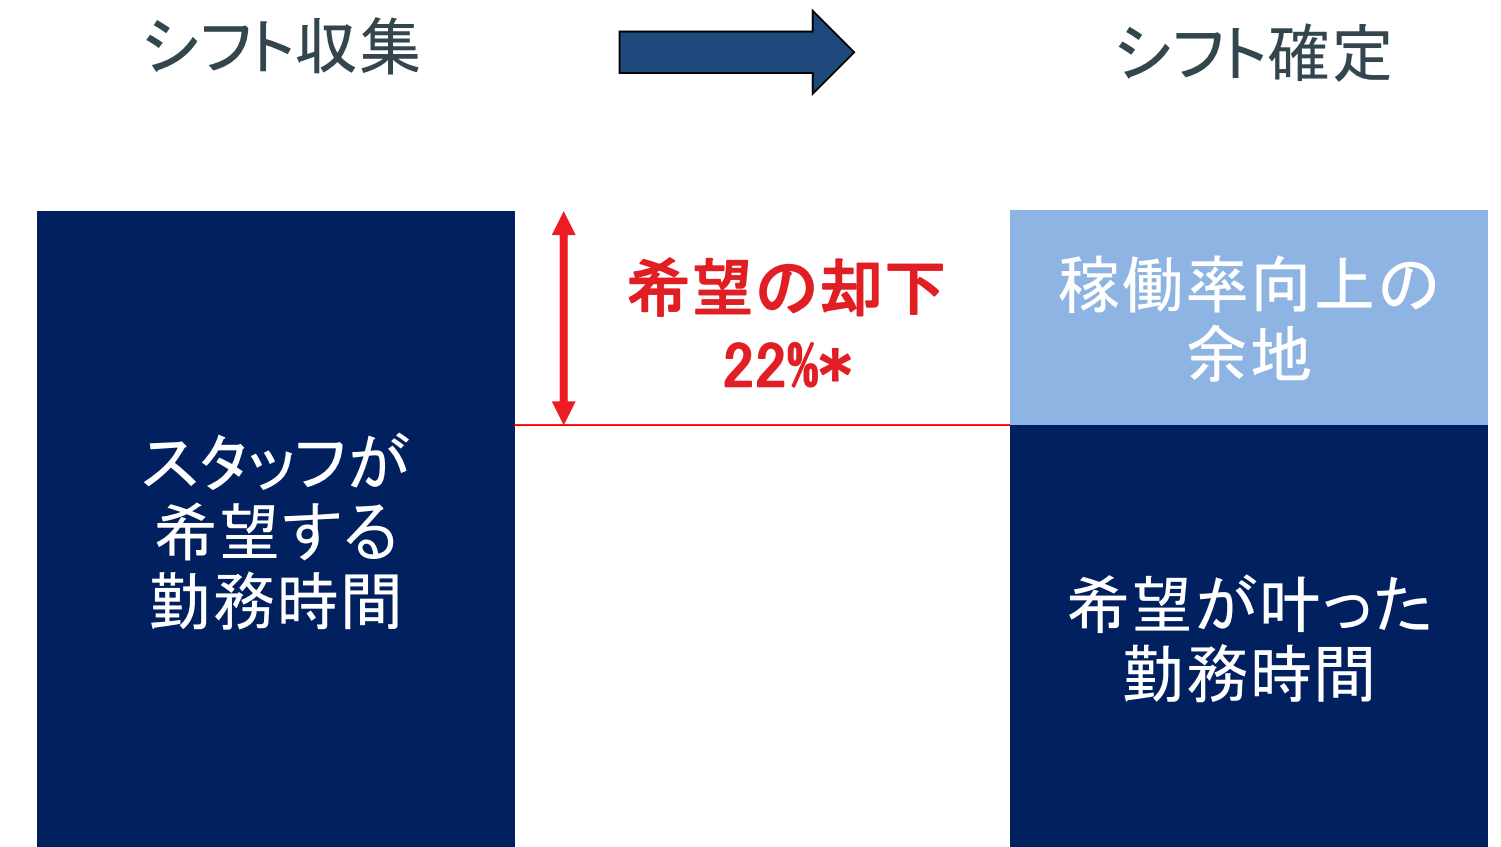 シフト収集
シフト確定
希望の却下
22%*
稼働率向上の
余地
スタッフが
希望する
勤務時間
希望が叶った
勤務時間